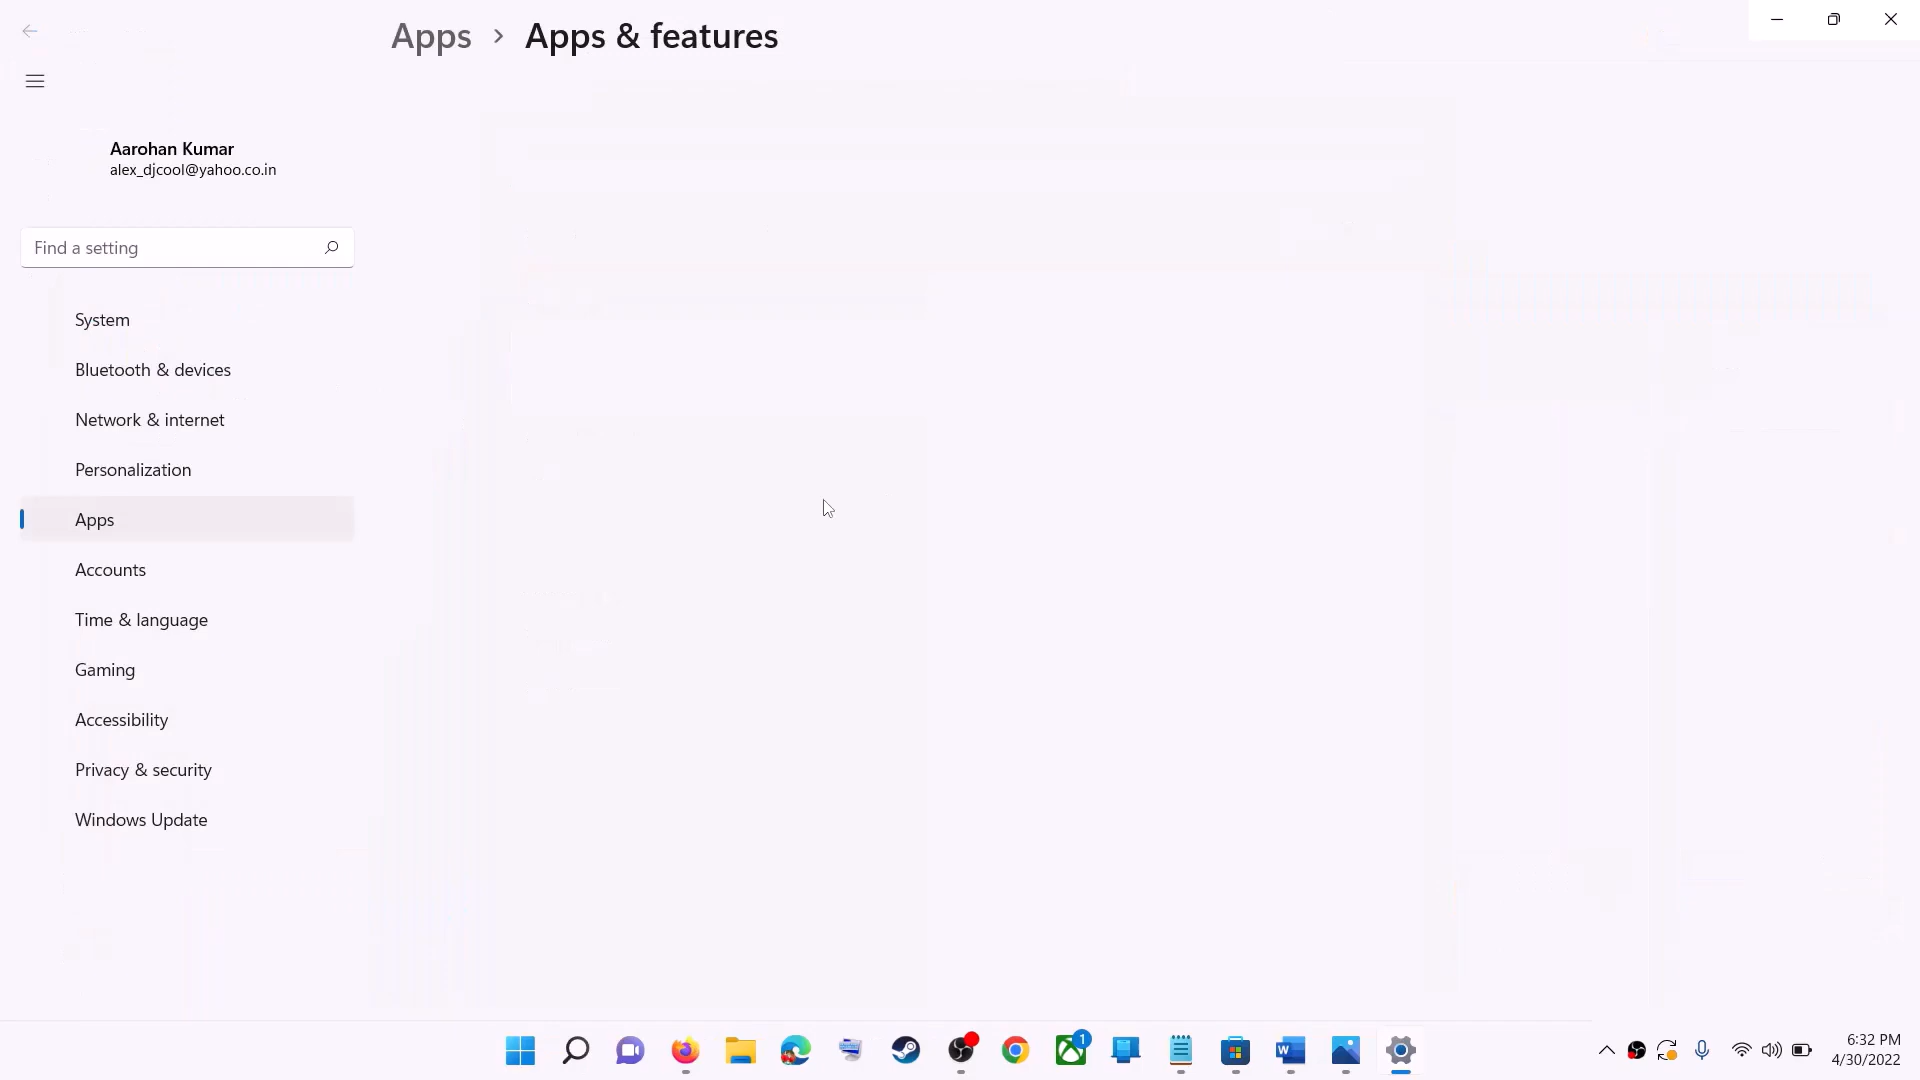 Apps > Apps & features
Aarohan Kumar
alex_djcool@yahoo.co.in
Find a setting
System
Bluetooth & devices
Network & internet
Personalization
Apps
Accounts
Time & language
Gaming
Accessibility
Privacy & security
Windows Update
1
W
6:32 PM
4/30/2022